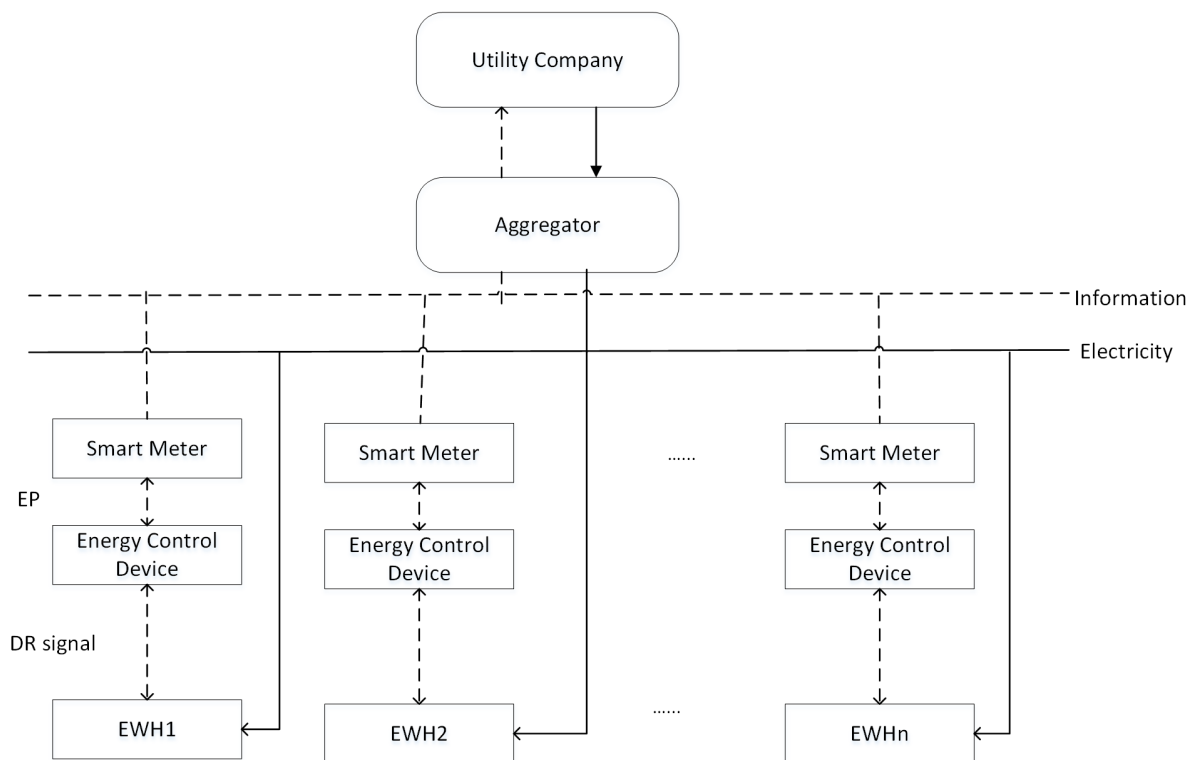 Utility Company
Aggregator
Information
Electricity
Smart Meter
Smart Meter
......
Smart Meter
EP
Energy Control
Device
Energy Control
Device
Energy Control
Device
DR signal
EWH1
EWH2
......
EWHn